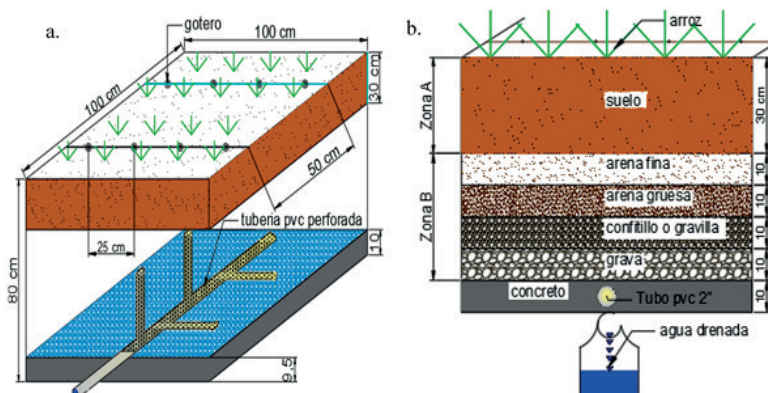 a.
gotero
100 cm
100 cm
30 cm
50 cm
tuberia pvc perforada
25 cm
10
80 cm
9.5
b.
arroz
Zona A
suelo
30 cm
Zona B
arena fina
10
arena gruesa
10
confitillo o gravilla
10
grava
10
concreto
Tubo pvc 2"
10
agua drenada